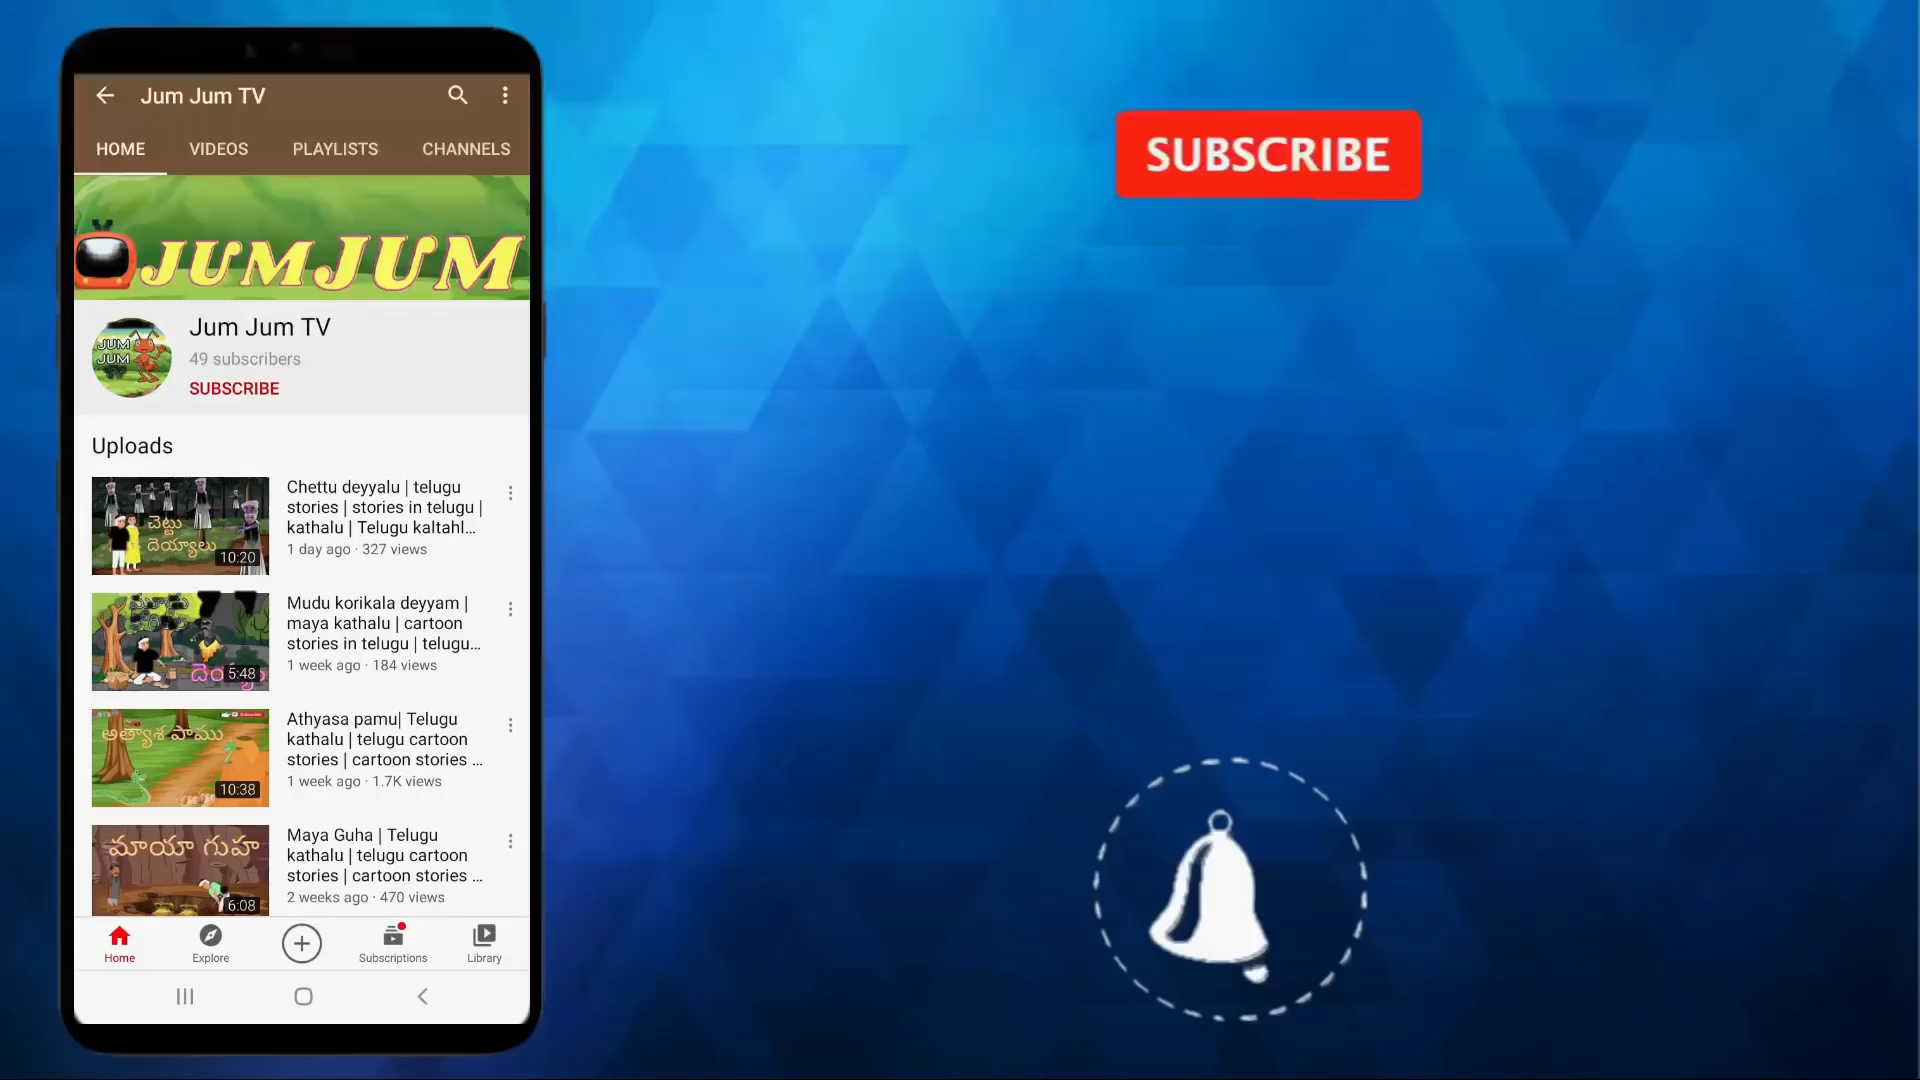 Jum Jum TV
HOME VIDEOS PLAYLISTS CHANNELS
JUMJUM
Jum Jum TV
49 subscribers
SUBSCRIBE
JUM
JUM
TV
Uploads
చెట్టు
దెయ్యాలు
10:20
Chettu deyyalu | telugu
stories | stories in telugu |
kathalu | Telugu kaltahl...
1 day ago · 327 views
5:48
Mudu korikala deyyam |
maya kathalu | cartoon
stories in telugu | telugu...
1 week ago · 184 views
అత్యాశ పాము
10:38
Athyasa pamu| Telugu
kathalu | telugu cartoon
stories | cartoon stories ...
1 week ago · 1.7K views
మాయా గుహ
6:08
Maya Guha | Telugu
kathalu | telugu cartoon
stories | cartoon stories ...
2 weeks ago · 470 views
Home Explore Subscriptions Library
SUBSCRIBE